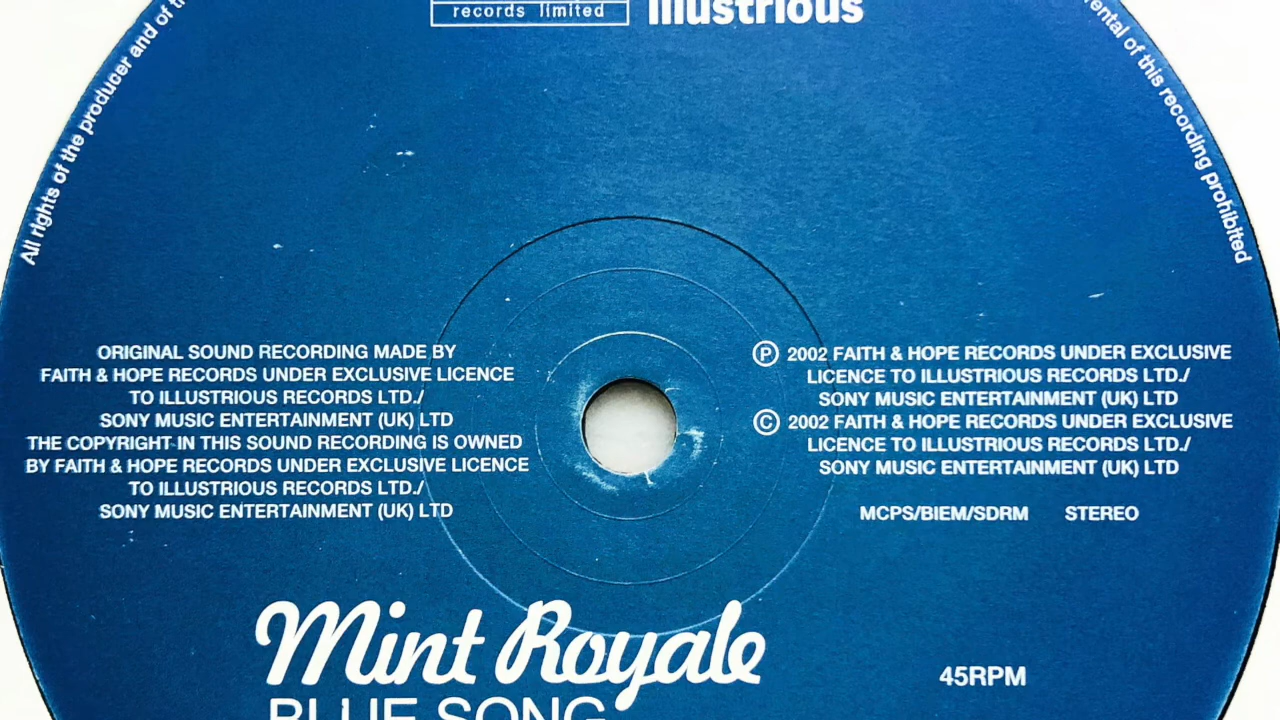 records limited
illustrious
All rights of the producer and of
rental of this recording prohibited
ORIGINAL SOUND RECORDING MADE BY
FAITH & HOPE RECORDS UNDER EXCLUSIVE LICENCE
TO ILLUSTRIOUS RECORDS LTD./
SONY MUSIC ENTERTAINMENT (UK) LTD
THE COPYRIGHT IN THIS SOUND RECORDING IS OWNED
BY FAITH & HOPE RECORDS UNDER EXCLUSIVE LICENCE
TO ILLUSTRIOUS RECORDS LTD./
SONY MUSIC ENTERTAINMENT (UK) LTD
Ⓟ 2002 FAITH & HOPE RECORDS UNDER EXCLUSIVE
LICENCE TO ILLUSTRIOUS RECORDS LTD./
SONY MUSIC ENTERTAINMENT (UK) LTD
© 2002 FAITH & HOPE RECORDS UNDER EXCLUSIVE
LICENCE TO ILLUSTRIOUS RECORDS LTD./
SONY MUSIC ENTERTAINMENT (UK) LTD
MCPS/BIEM/SDRM STEREO
Mint Royale
45RPM
BLUE SONG